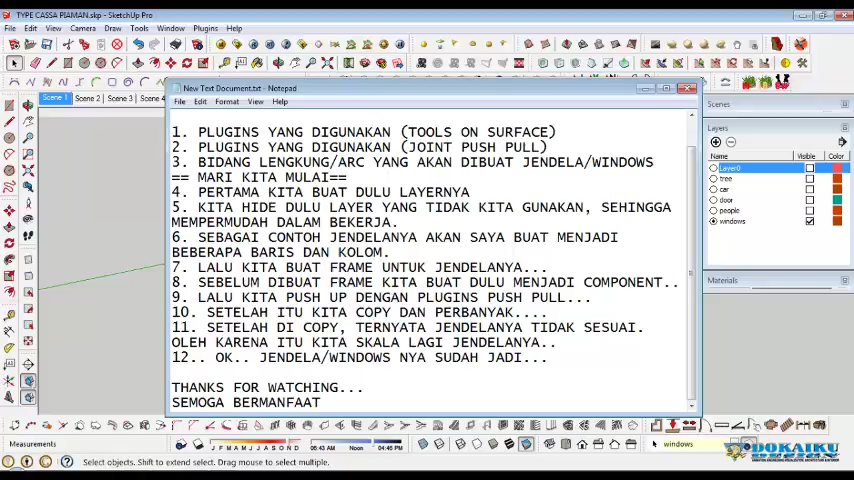 TYPE CASSA PIAMAN.skp - SketchUp Pro
File Edit View Camera Draw Tools Window Plugins Help
Scene 1 Scene 2 Scene 3 Scene 4
New Text Document.txt - Notepad
File Edit Format View Help
1. PLUGINS YANG DIGUNAKAN (TOOLS ON SURFACE)
2. PLUGINS YANG DIGUNAKAN (JOINT PUSH PULL)
3. BIDANG LENGKUNG/ARC YANG AKAN DIBUAT JENDELA/WINDOWS
== MARI KITA MULAI==
4. PERTAMA KITA BUAT DULU LAYERNYA
5. KITA HIDE DULU LAYER YANG TIDAK KITA GUNAKAN, SEHINGGA
MEMPERMUDAH DALAM BEKERJA.
6. SEBAGAI CONTOH JENDELANYA AKAN SAYA BUAT MENJADI
BEBERAPA BARIS DAN KOLOM.
7. LALU KITA BUAT FRAME UNTUK JENDELANYA...
8. SEBELUM DIBUAT FRAME KITA BUAT DULU MENJADI COMPONENT..
9. LALU KITA PUSH UP DENGAN PLUGINS PUSH PULL...
10. SETELAH ITU KITA COPY DAN PERBANYAK....
11. SETELAH DI COPY, TERNYATA JENDELANYA TIDAK SESUAI.
OLEH KARENA ITU KITA SKALA LAGI JENDELANYA..
12.. OK.. JENDELA/WINDOWS NYA SUDAH JADI...
THANKS FOR WATCHING...
SEMOGA BERMANFAAT
Scenes
Layers
Name Visible Color
Layer0
tree
car
door
people
windows
Materials
J F M A M J J A S O N D
06:43 AM Noon 04:46 PM
windows
Measurements
DOKAIKU
Select objects. Shift to extend select. Drag mouse to select multiple.